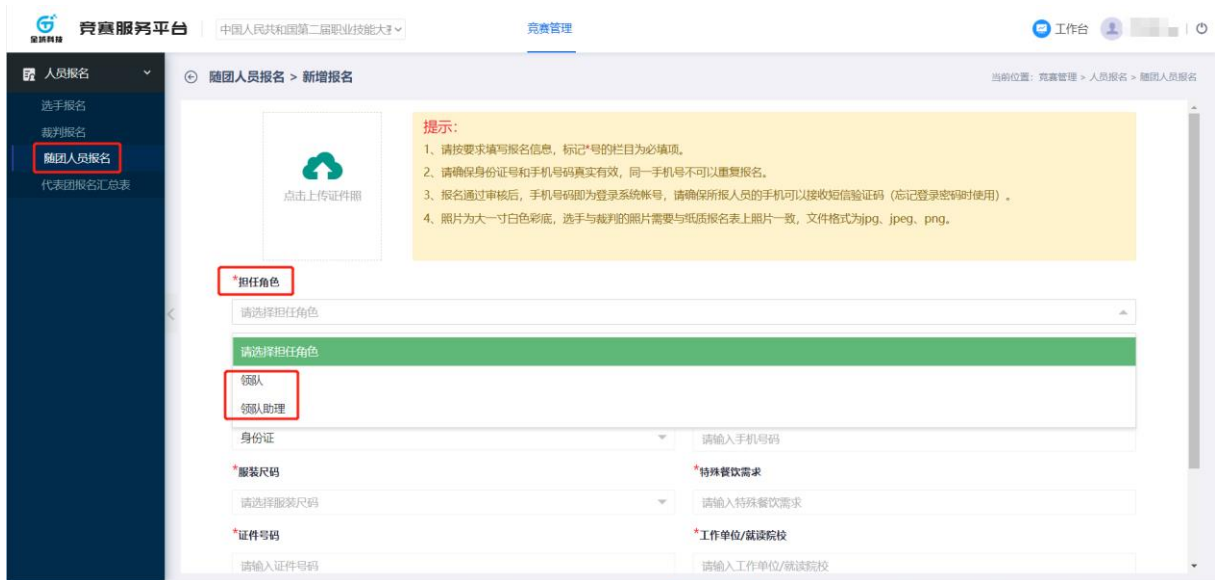 金拱科技
竞赛服务平台
中国人民共和国第二届职业技能大
竞赛管理
工作台
人员报名
选手报名
裁判报名
随团人员报名
代表团报名汇总表
随团人员报名 > 新增报名
当前位置：竞赛管理 > 人员报名 > 随团人员报名
点击上传证件照
提示：
1、请按要求填写报名信息，标记*号的栏目为必填项。
2、请确保身份证号和手机号码真实有效，同一手机号不可以重复报名。
3、报名通过审核后，手机号码即为登录系统帐号，请确保所报人员的手机可以接收短信验证码（忘记登录密码时使用）。
4、照片为大一寸白色彩底，选手与裁判的照片需要与纸质报名表上照片一致，文件格式为jpg、jpeg、png。
*担任角色
请选择担任角色
请选择担任角色
领队
领队助理
身份证
请输入手机号码
*服装尺码
*特殊餐饮需求
请选择服装尺码
请输入特殊餐饮需求
*证件号码
*工作单位/就读院校
请输入证件号码
请输入工作单位/就读院校